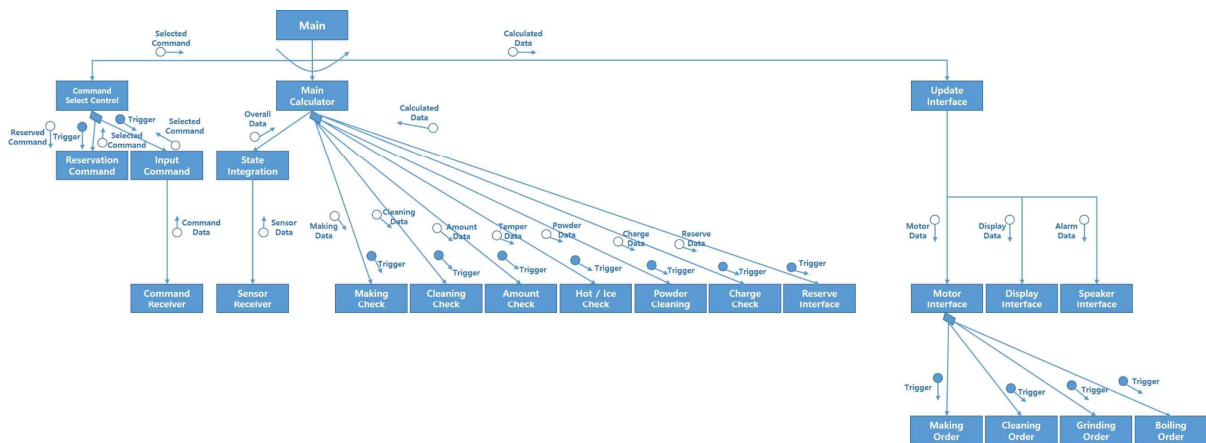 Main
Selected
Command
Calculated
Data
Command
Select Control
Main
Calculator
Update
Interface
Reserved
Command
Trigger
Selected
Command
Trigger
Selected
Command
Overall
Data
Calculated
Data
Reservation
Command
Input
Command
State
Integration
Command
Data
Sensor
Data
Making
Data
Cleaning
Data
Amount
Data
Temper
Data
Powder
Data
Charge
Data
Reserve
Data
Motor
Data
Display
Data
Alarm
Data
Trigger
Trigger
Trigger
Trigger
Trigger
Trigger
Trigger
Command
Receiver
Sensor
Receiver
Making
Check
Cleaning
Check
Amount
Check
Hot / Ice
Check
Powder
Cleaning
Charge
Check
Reserve
Interface
Motor
Interface
Display
Interface
Speaker
Interface
Trigger
Trigger
Trigger
Trigger
Making
Order
Cleaning
Order
Grinding
Order
Boiling
Order